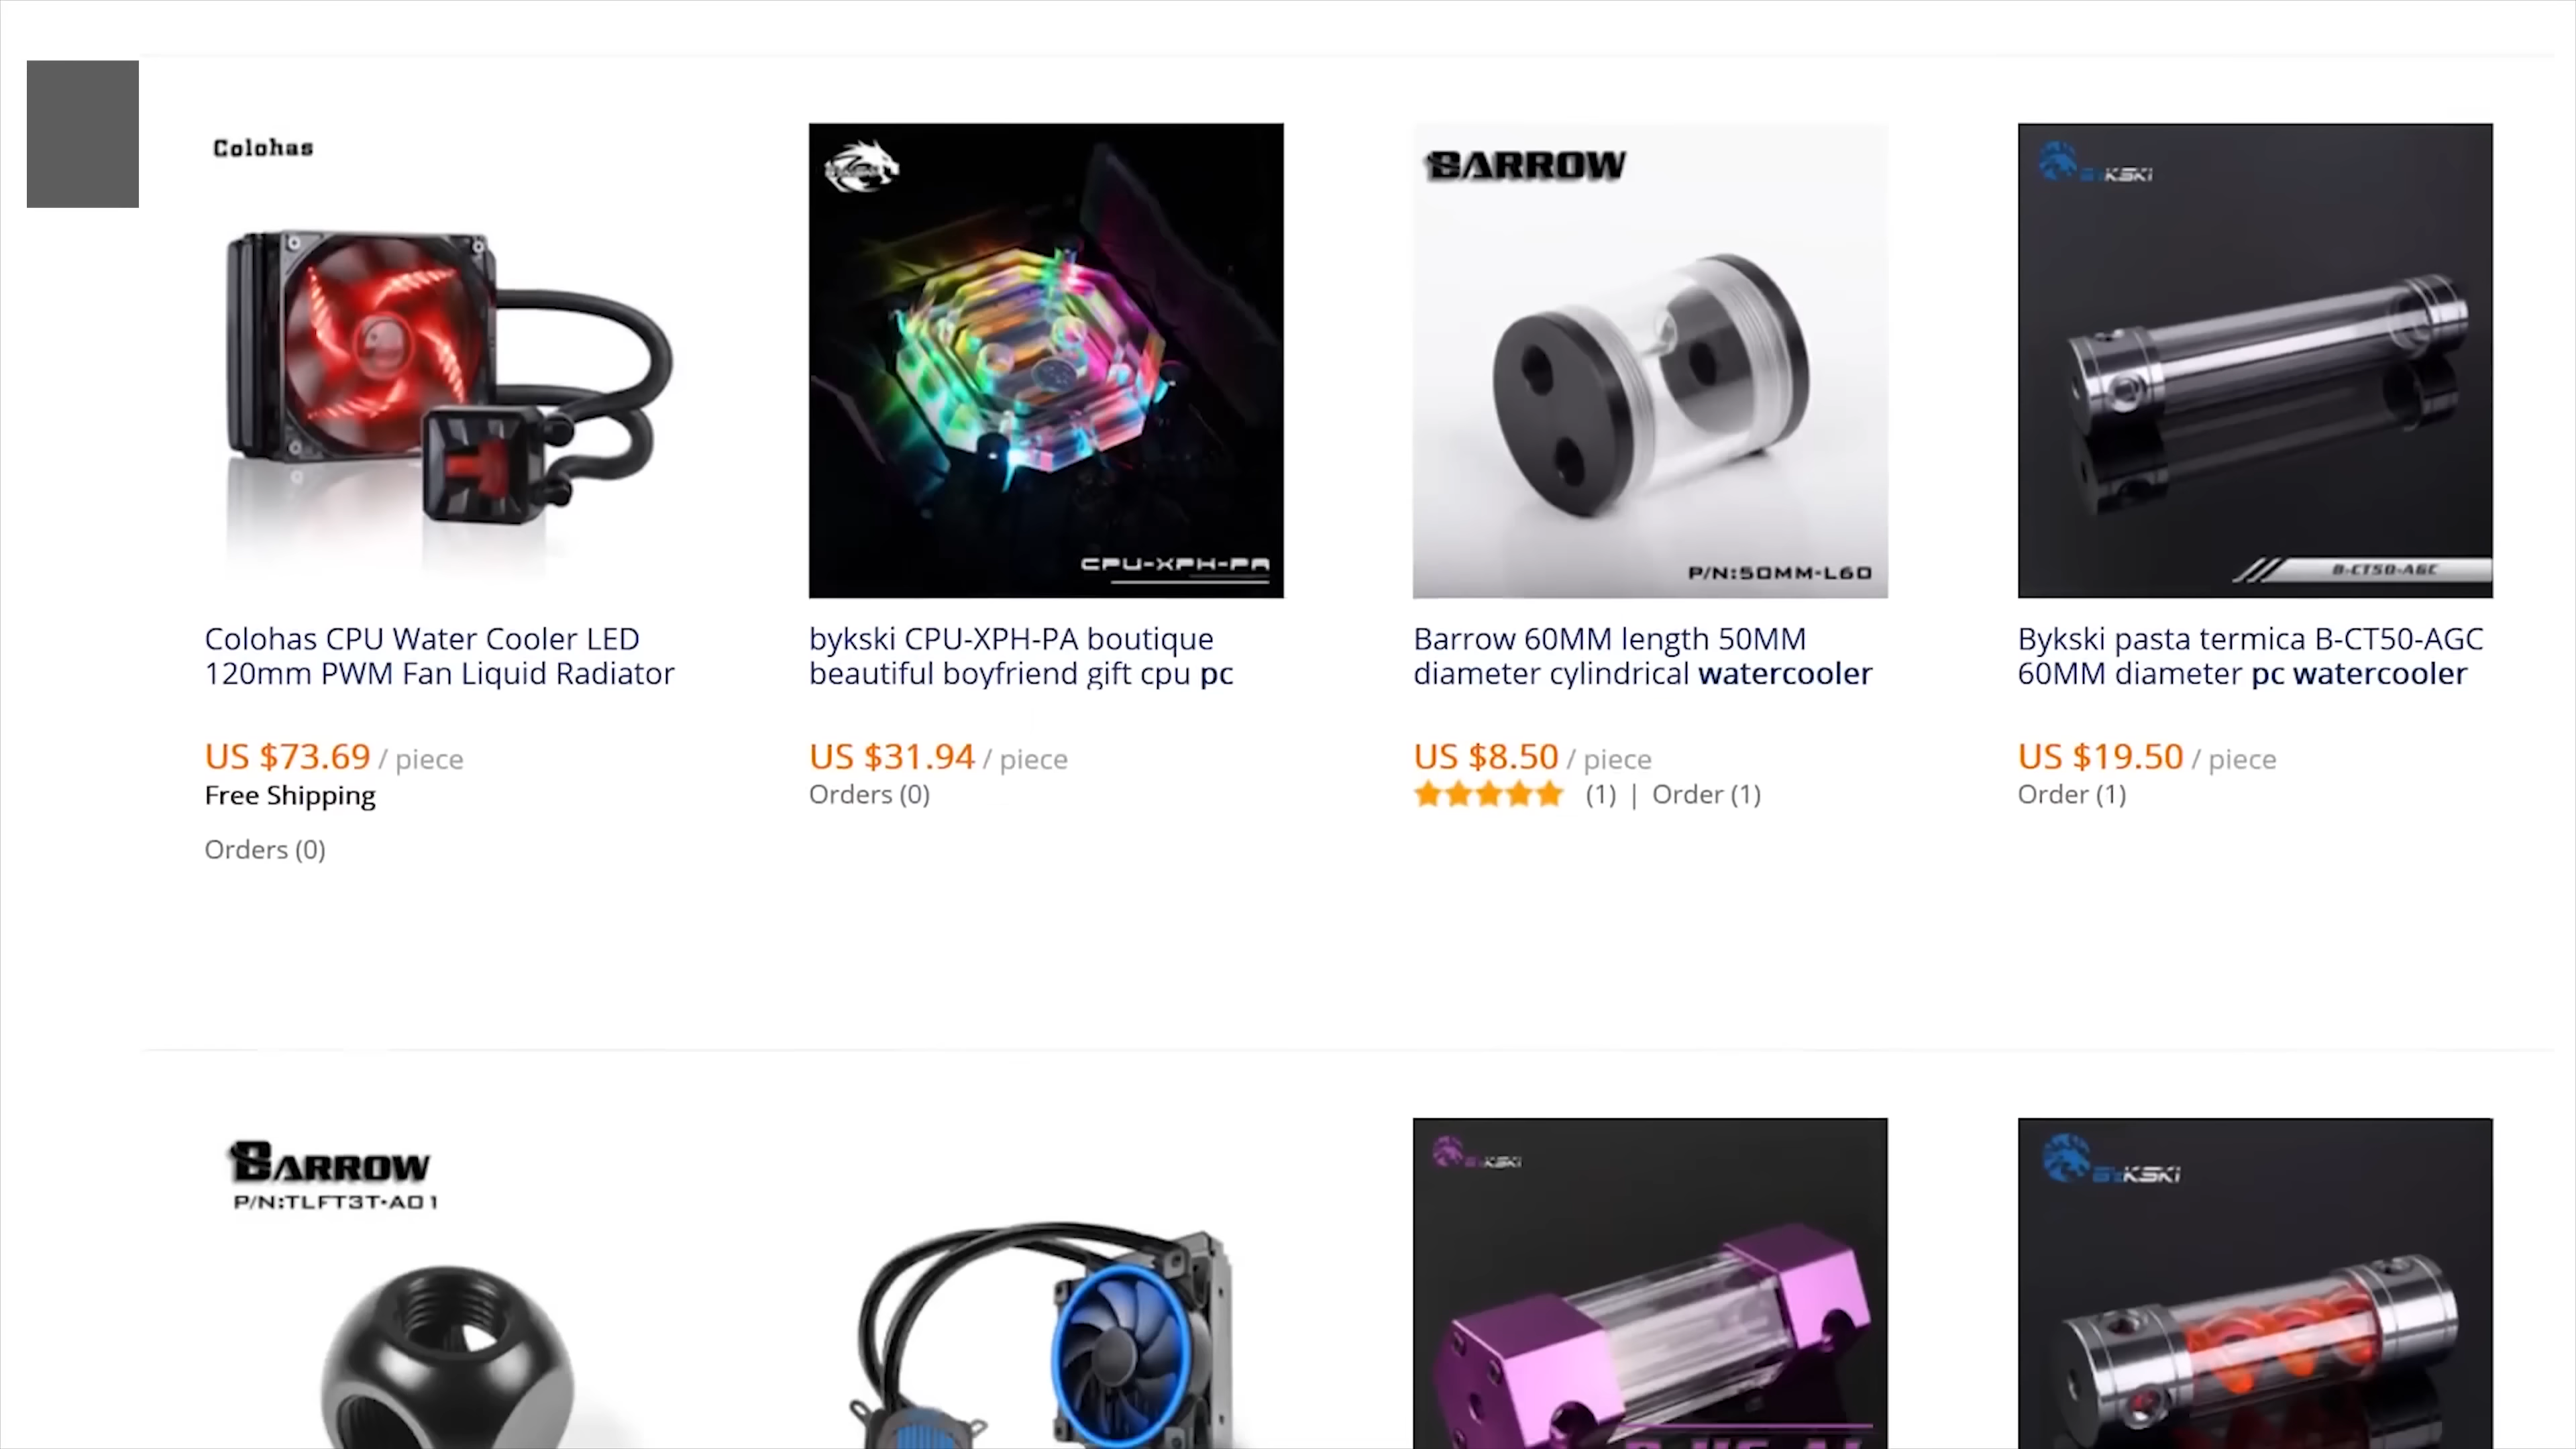 Colohas
BARROW
P/N:50MM-L60
CPU-XPH-PA
BYKSKI
B-CT50-AGC
Colohas CPU Water Cooler LED
120mm PWM Fan Liquid Radiator
US $73.69 / piece
Free Shipping
Orders (0)
bykski CPU-XPH-PA boutique
beautiful boyfriend gift cpu pc
US $31.94 / piece
Orders (0)
Barrow 60MM length 50MM
diameter cylindrical watercooler
US $8.50 / piece
(1) | Order (1)
Bykski pasta termica B-CT50-AGC
60MM diameter pc watercooler
US $19.50 / piece
Order (1)
BARROW
P/N:TLFT3T-A01
BYKSKI
BYKSKI